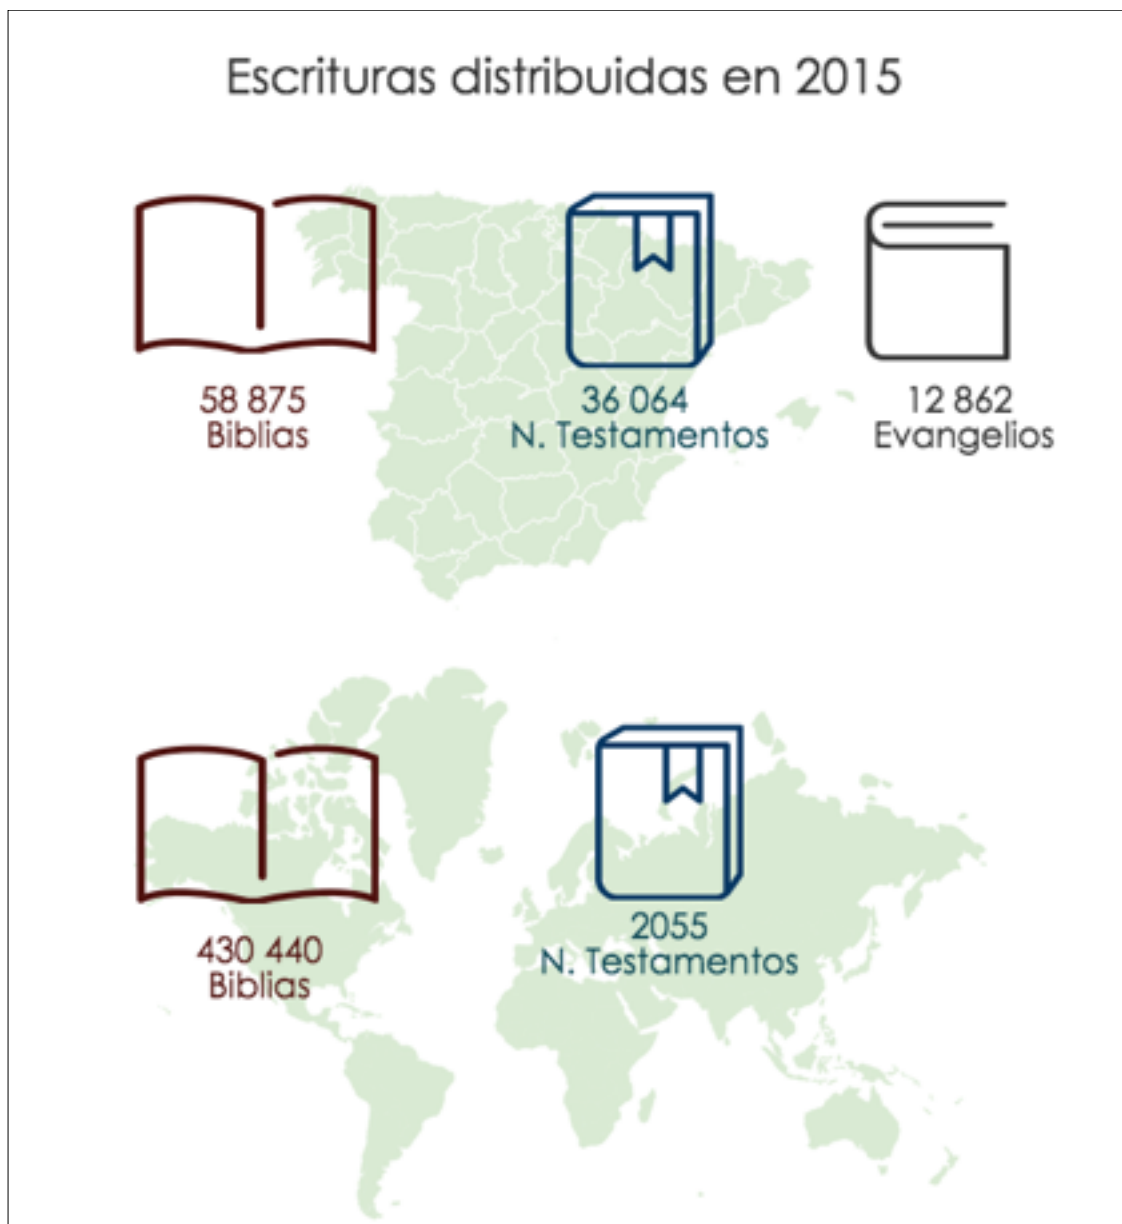 Escrituras distribuidas en 2015
58 875
Biblias
36 064
N. Testamentos
12 862
Evangelios
430 440
Biblias
2055
N. Testamentos